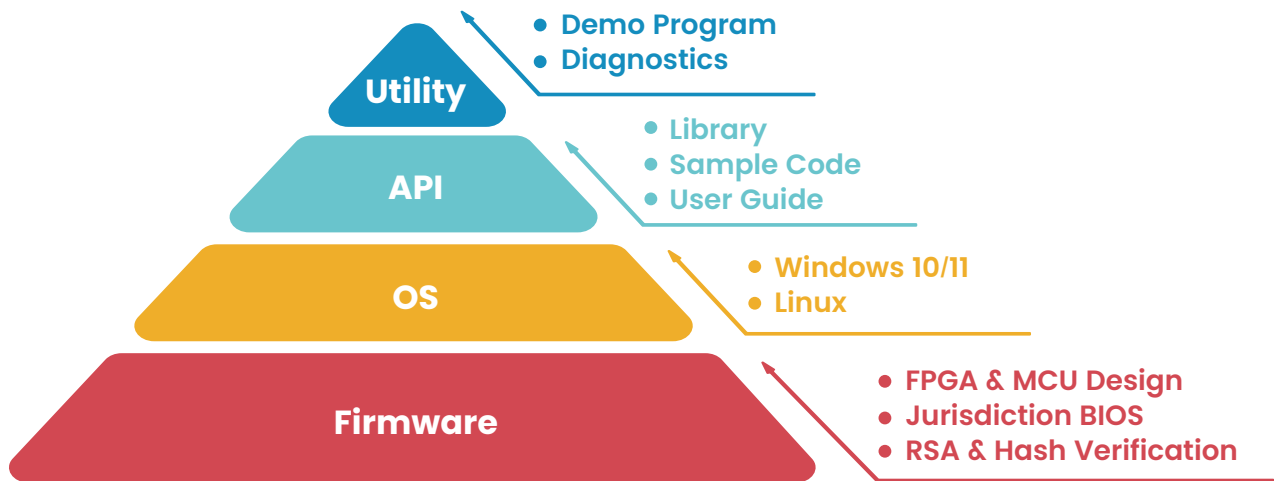 Utility
Demo Program
Diagnostics
API
Library
Sample Code
User Guide
OS
Windows 10/11
Linux
Firmware
FPGA & MCU Design
Jurisdiction BIOS
RSA & Hash Verification